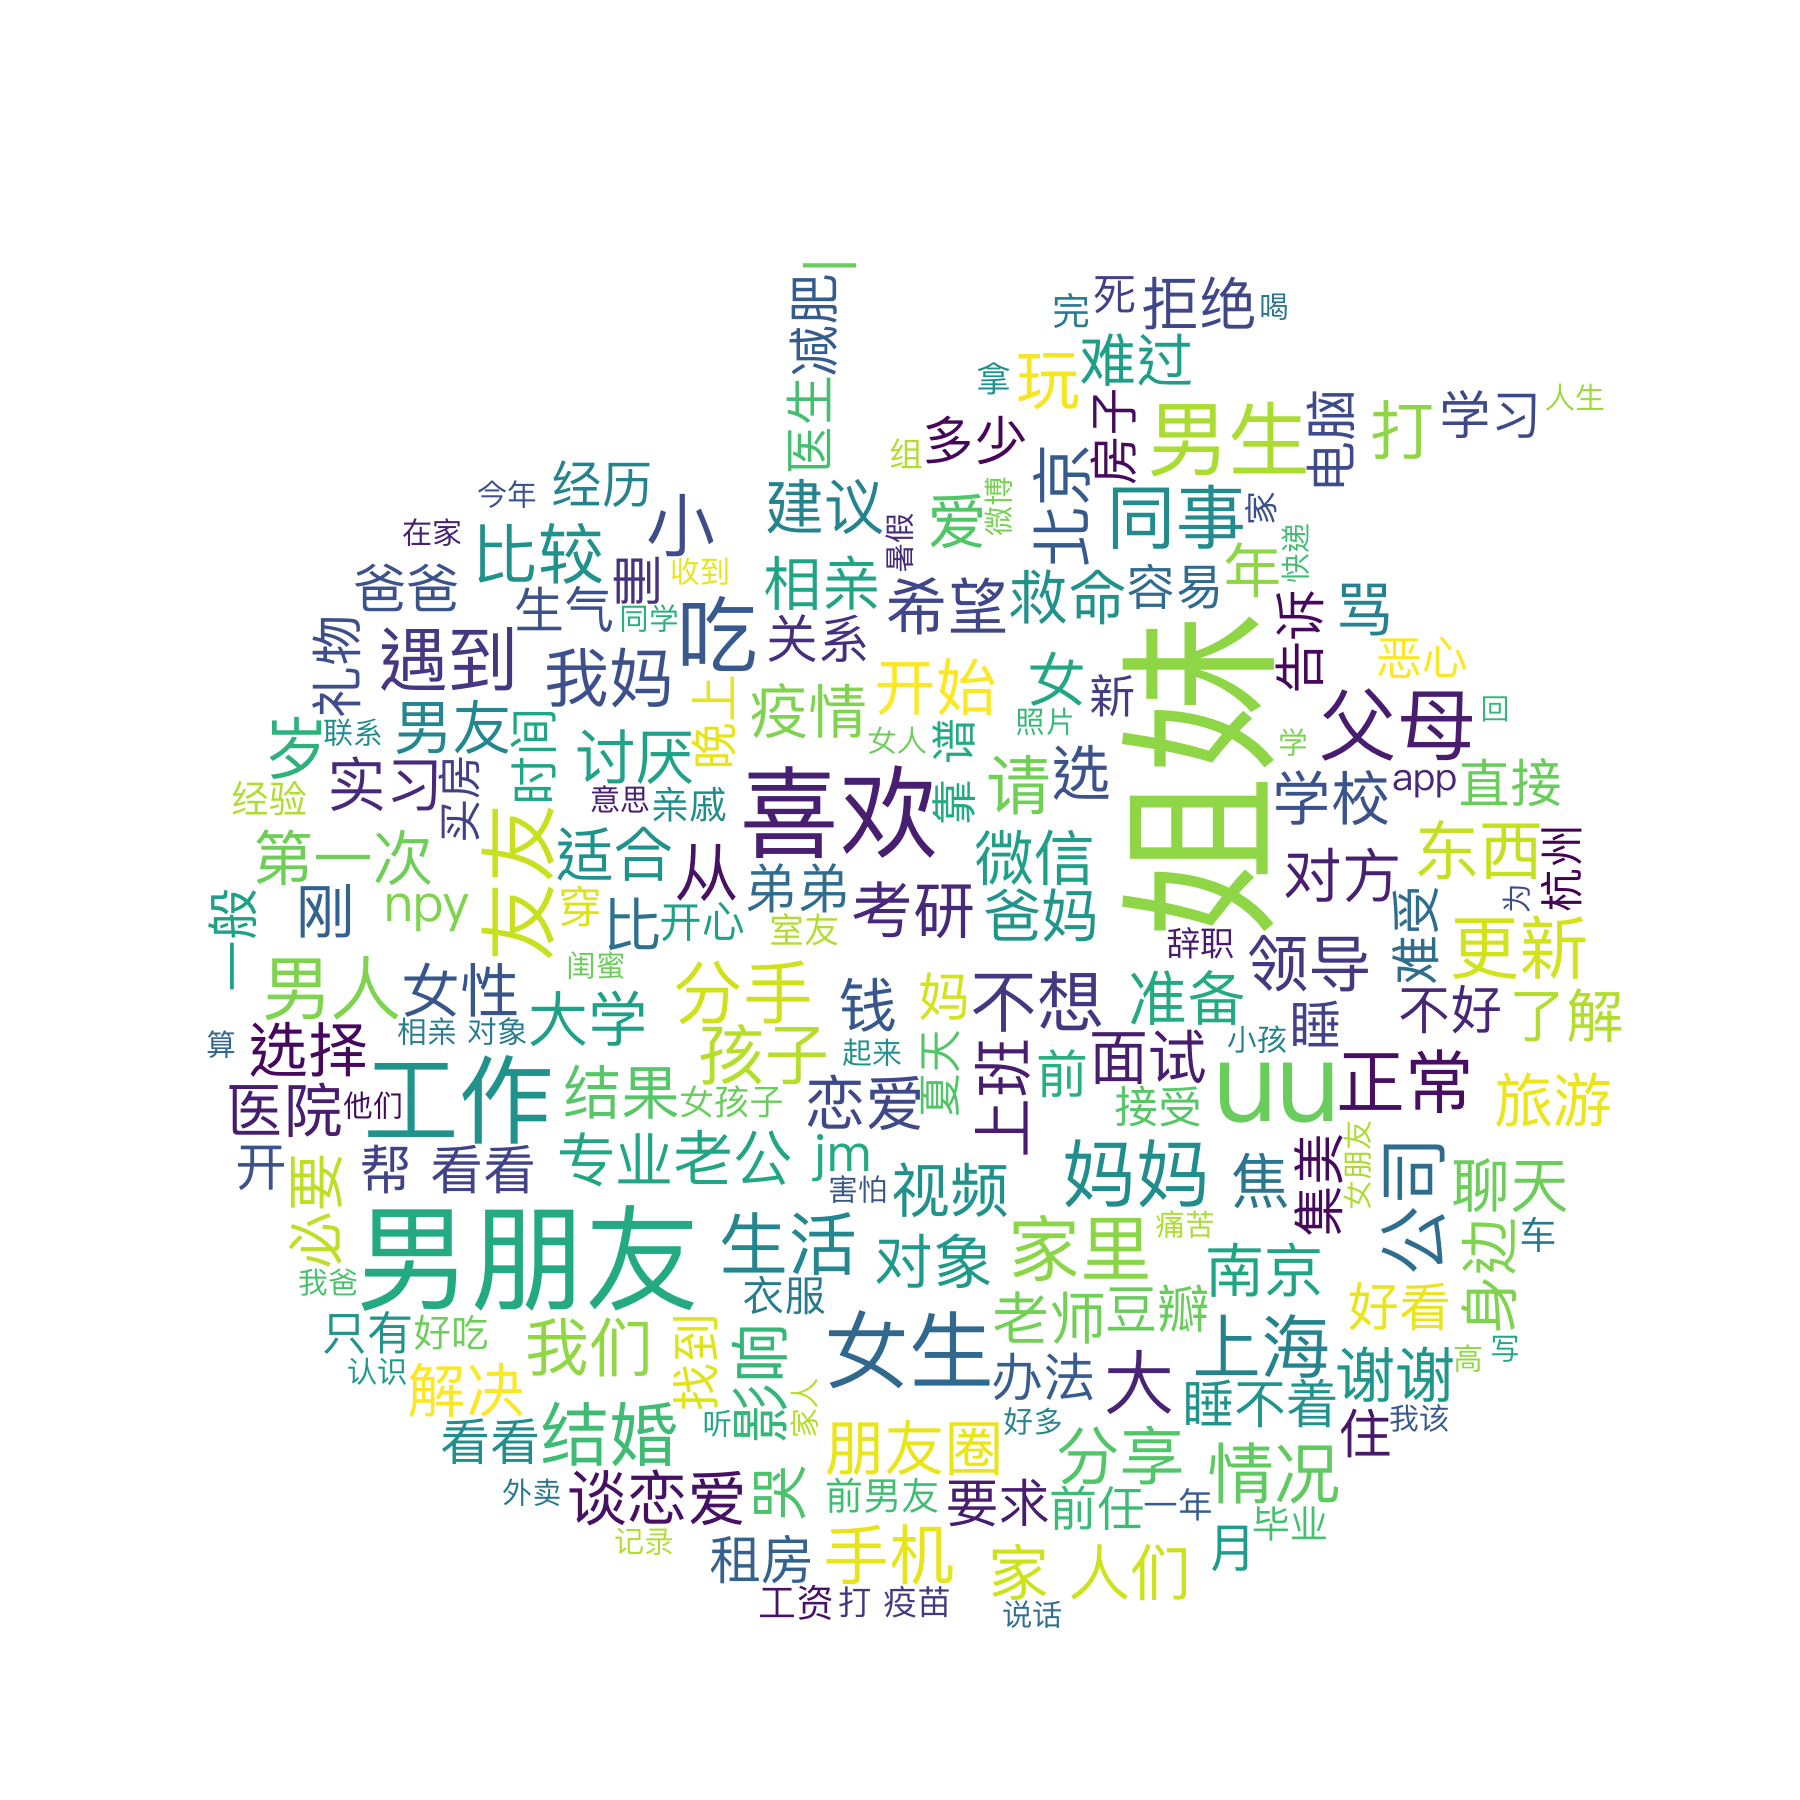 减肥
完
死
拒绝
喝
拿
玩
难过
医生
男生
房子
电脑
打
学习
人生
组
多少
北京
经历
今年
在家
小
建议
爱
微博
同事
家
比较
暑假
年
快递
爸爸
删
收到
相亲
希望
救命
容易
生气
同学
吃
关系
姐妹
告诉
骂
恶心
礼物
遇到
我妈
晚上
疫情
开始
女
新
父母
回
岁
联系
男友
时间
讨厌
女人
谱
照片
学
实习
买房
意思
亲戚
喜欢
靠
请
选
学校
app
直接
经验
第一次
友友
适合
从
弟弟
考研
微信
对方
东西
杭州
一般
刚
npy
穿
比
开心
室友
爸妈
难受
为
辞职
领导
更新
男人
女性
闺蜜
分手
钱
妈
不想
准备
睡
不好
了解
算
选择
相亲 对象
大学
孩子
起来
夏天
上班
前
面试
小孩
uu
正常
旅游
医院
他们
工作
结果
女孩子
恋爱
接受
开
必要
帮
看看
专业
老公
jm
害怕
视频
妈妈
焦
集美
女朋友
公司
聊天
我爸
男朋友
生活
对象
家里
痛苦
南京
身边
车
衣服
只有
好吃
我们
找到
影响
女生
老师
豆瓣
上海
好看
谢谢
高
写
认识
解决
听
家人
办法
大
睡不着
看看
结婚
好多
住
我该
外卖
谈恋爱
哭
朋友圈
分享
情况
前男友
要求
前任
一年
记录
租房
手机
家
人们
月
毕业
工资
打 疫苗
说话